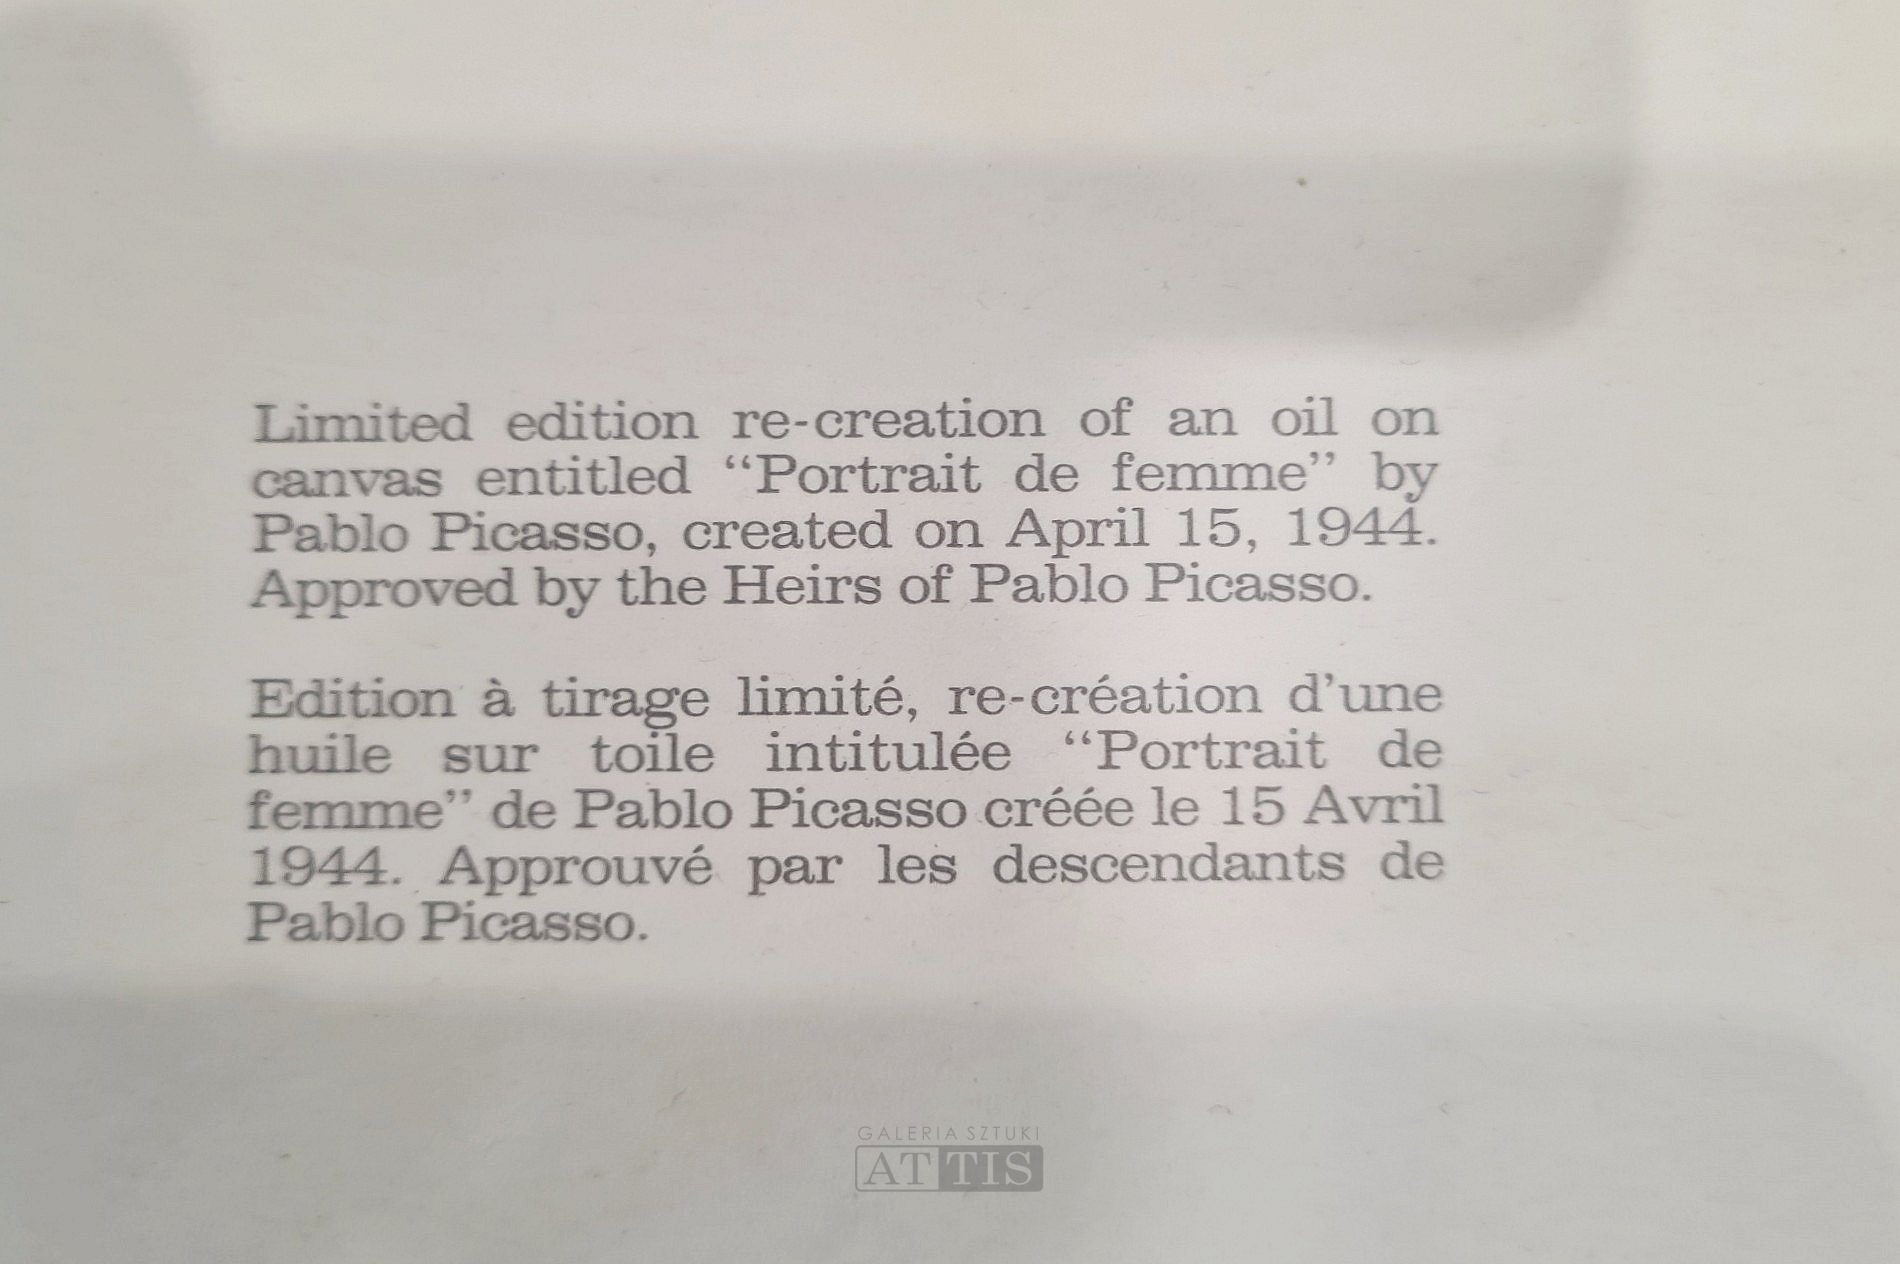 Limited edition re-creation of an oil on
canvas entitled “Portrait de femme” by
Pablo Picasso, created on April 15, 1944.
Approved by the Heirs of Pablo Picasso.
Edition à tirage limité, re-création d’une
huile sur toile intitulée “Portrait de
femme” de Pablo Picasso créée le 15 Avril
1944. Approuvé par les descendants de
Pablo Picasso.
GALERIA SZTUKI
ATTIS